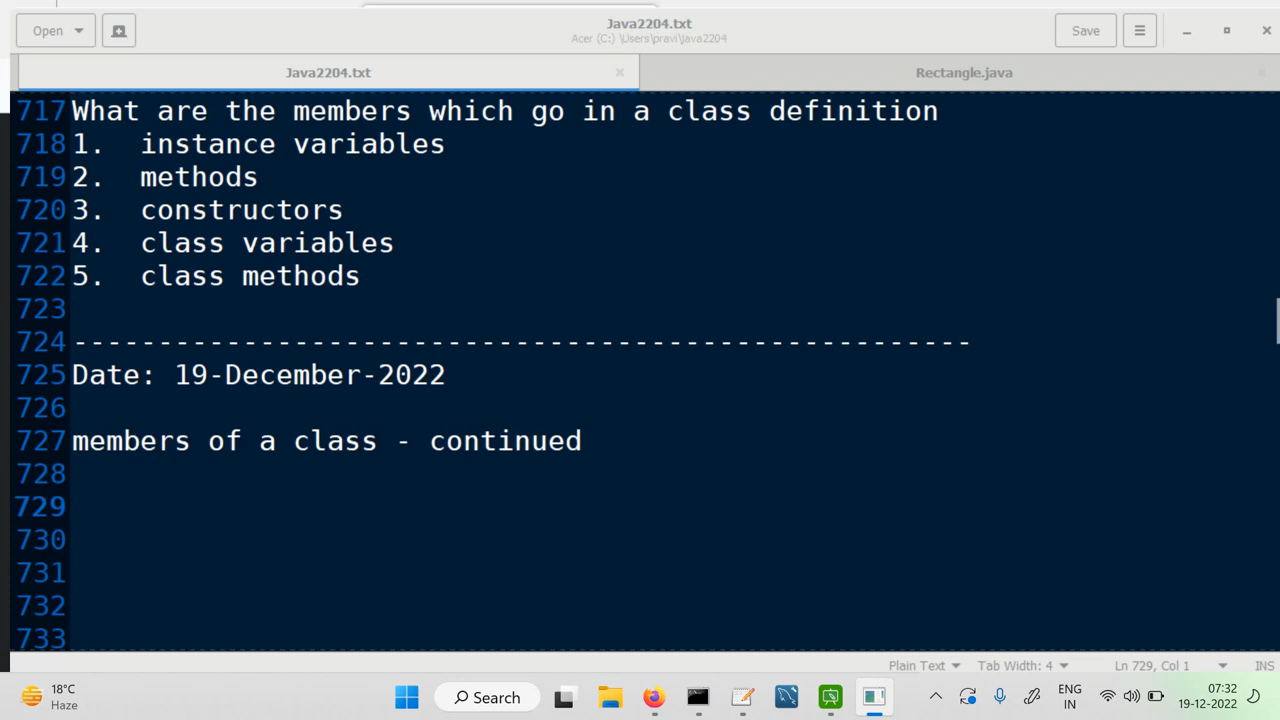 Open
Java2204.txt
Acer (C:) \Users\pravi\java2204
Save
Java2204.txt
Rectangle.java
717 What are the members which go in a class definition
718 1.  instance variables
719 2.  methods
720 3.  constructors
721 4.  class variables
722 5.  class methods
723
724 -----------------------------------------------------
725 Date: 19-December-2022
726
727 members of a class - continued
728
729
730
731
732
733
Plain Text Tab Width: 4 Ln 729, Col 1 INS
18°C
Haze
Search
ENG
IN
07:32
19-12-2022